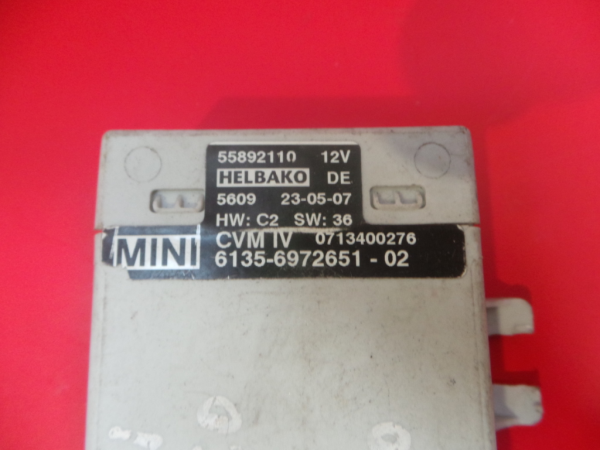 55892110 12V
HELBAKO DE
5609 23-05-07
HW: C2 SW: 36
MINI CVM IV 0713400276
6135-6972651 - 02